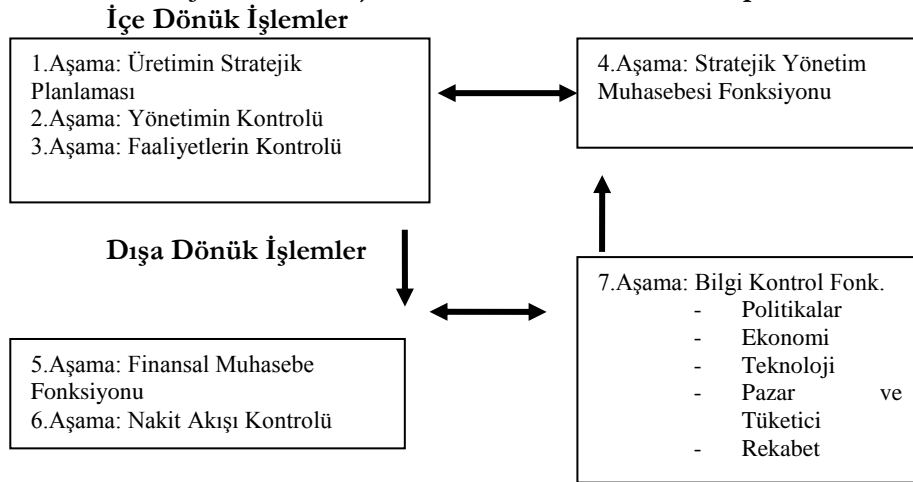 İçe Dönük İşlemler
1.Aşama: Üretimin Stratejik
Planlaması
2.Aşama: Yönetimin Kontrolü
3.Aşama: Faaliyetlerin Kontrolü
4.Aşama: Stratejik Yönetim
Muhasebesi Fonksiyonu
Dışa Dönük İşlemler
5.Aşama: Finansal Muhasebe
Fonksiyonu
6.Aşama: Nakit Akışı Kontrolü
7.Aşama: Bilgi Kontrol Fonk.
- Politikalar
- Ekonomi
- Teknoloji
- Pazar ve
Tüketici
- Rekabet